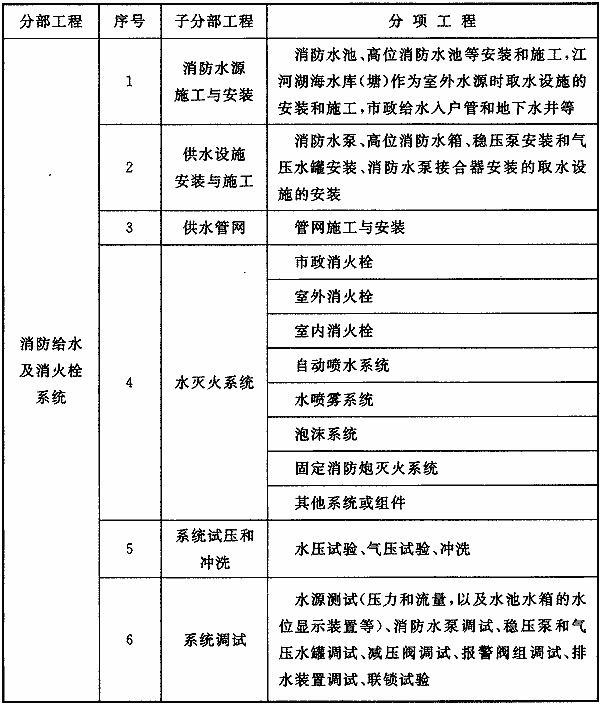 分部工程 序号 子分部工程 分项工程
消防给水
及消火栓
系统
1
消防水源
施工与安装
消防水池、高位消防水池等安装和施工,江
河湖海水库(塘)作为室外水源时取水设施的
安装和施工,市政给水入户管和地下水井等
2
供水设施
安装与施工
消防水泵、高位消防水箱、稳压泵安装和气
压水罐安装、消防水泵接合器安装的取水设
施的安装
3
供水管网
管网施工与安装
4
水灭火系统
市政消火栓
室外消火栓
室内消火栓
自动喷水系统
水喷雾系统
泡沫系统
固定消防炮灭火系统
其他系统或组件
5
系统试压和
冲洗
水压试验、气压试验、冲洗
6
系统调试
水源测试(压力和流量,以及水池水箱的水
位显示装置等)、消防水泵调试、稳压泵和气
压水罐调试、减压阀调试、报警阀组调试、排
水装置调试、联锁试验